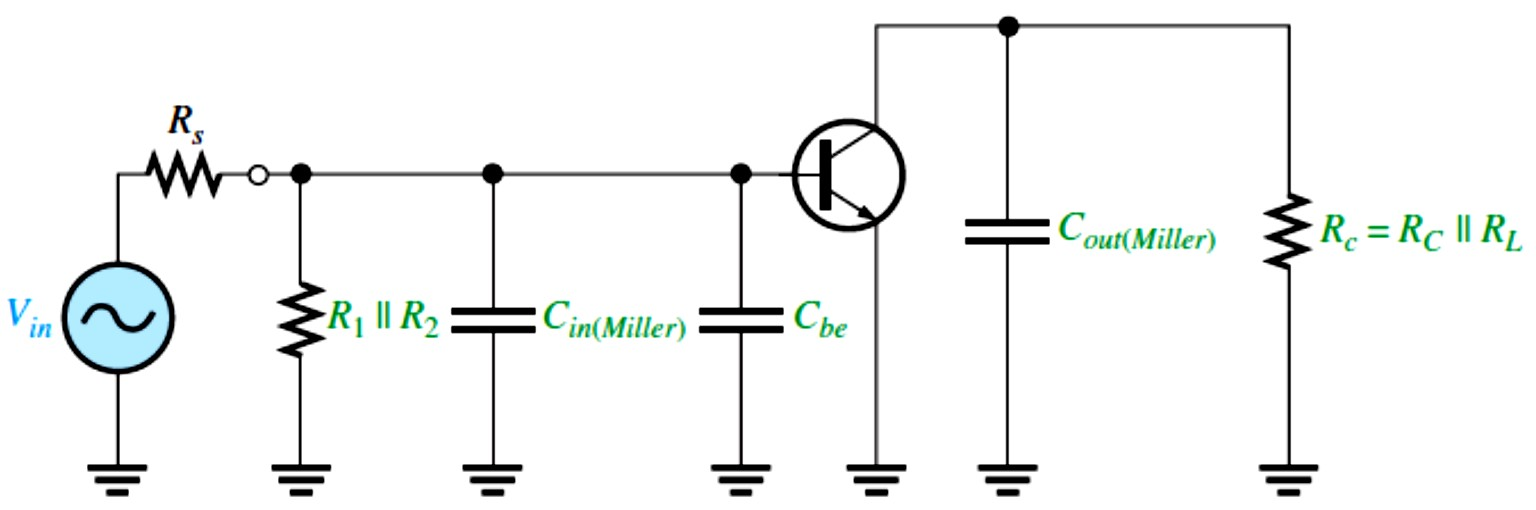 R_s
V_in
R_1 || R_2
C_in(Miller)
C_be
C_out(Miller)
R_c = R_C || R_L